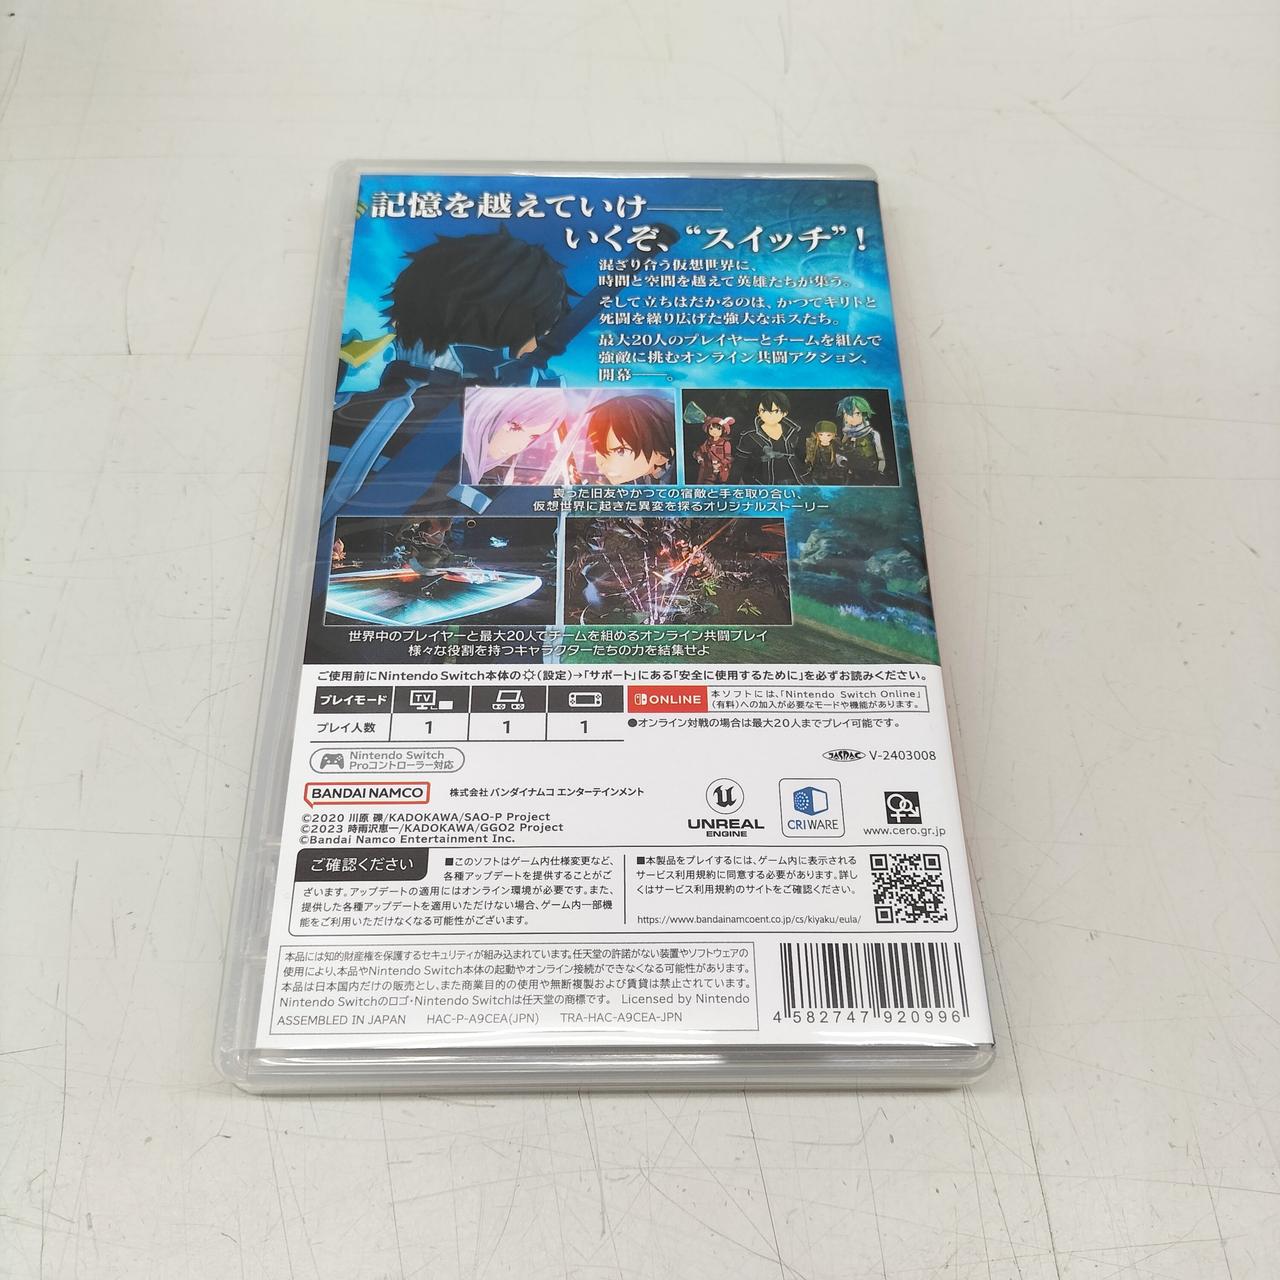 記憶を越えていけ──
いくぞ、“スイッチ”！
混ざり合う仮想世界に、
時間と空間を越えて英雄たちが集う。
そして立ちはだかるのは、かつてキリトと
死闘を繰り広げた強大なボスたち。
最大20人のプレイヤーとチームを組んで
強敵に挑むオンライン共闘アクション、
開幕──。
喪った旧友やかつての宿敵と手を取り合い、
仮想世界に起きた異変を探るオリジナルストーリー
世界中のプレイヤーと最大20人でチームを組めるオンライン共闘プレイ
様々な役割を持つキャラクターたちの力を結集せよ
ご使用前にNintendo Switch本体の(設定)→「サポート」にある「安全に使用するために」を必ずお読みください。
プレイモード TV
ONLINE
本ソフトには、「Nintendo Switch Online」
(有料)への加入が必要なモードや機能があります。
プレイ人数 1 1 1
●オンライン対戦の場合は最大20人までプレイ可能です。
Nintendo Switch
Proコントローラー対応
JASRAC V-2403008
BANDAI NAMCO 株式会社 バンダイナムコ エンターテインメント
©2020 川原 礫/KADOKAWA/SAO-P Project
©2023 時雨沢恵一/KADOKAWA/GGO2 Project
©Bandai Namco Entertainment Inc.
UNREAL
ENGINE
CRIWARE
www.cero.gr.jp
ご確認ください
■このソフトはゲーム内仕様変更など、
各種アップデートを提供することがご
ざいます。アップデートの適用にはオンライン環境が必要です。また、
提供した各種アップデートを適用いただけない場合、ゲーム内一部機
能をご利用いただけなくなる可能性がございます。
■本製品をプレイするには、ゲーム内に表示される
サービス利用規約に同意する必要があります。詳し
くはサービス利用規約のサイトをご確認ください。
https://www.bandainamcoent.co.jp/cs/kiyaku/eula/
本品には知的財産権を保護するセキュリティが組み込まれています。任天堂の許諾がない装置やソフトウェアの
使用により、本品やNintendo Switch本体の起動やオンライン接続ができなくなる可能性があります。
本品は日本国内だけの販売とし、また商業目的の使用や無断複製および賃貸は禁止されています。
Nintendo Switchのロゴ・Nintendo Switchは任天堂の商標です。 Licensed by Nintendo
ASSEMBLED IN JAPAN HAC-P-A9CEA(JPN) TRA-HAC-A9CEA-JPN
4 582747 920996